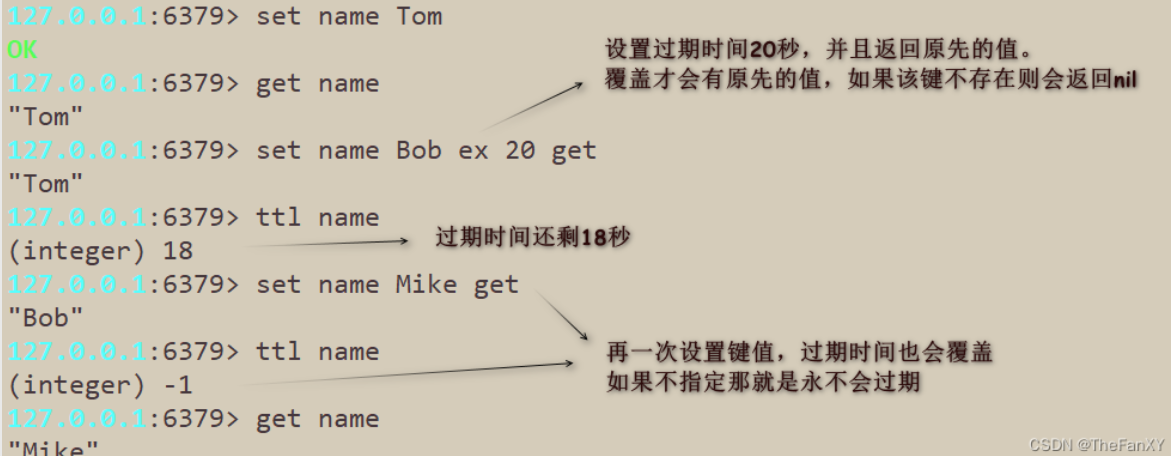 127.0.0.1:6379> set name Tom
OK
设置过期时间20秒，并且返回原先的值。
127.0.0.1:6379> get name
覆盖才会有原先的值，如果该键不存在则会返回nil
"Tom"
127.0.0.1:6379> set name Bob ex 20 get
"Tom"
127.0.0.1:6379> ttl name
过期时间还剩18秒
(integer) 18
127.0.0.1:6379> set name Mike get
"Bob"
127.0.0.1:6379> ttl name
再一次设置键值，过期时间也会覆盖
(integer) -1
如果不指定那就是永不会过期
127.0.0.1:6379> get name
"Mike"
CSDN @TheFanXY